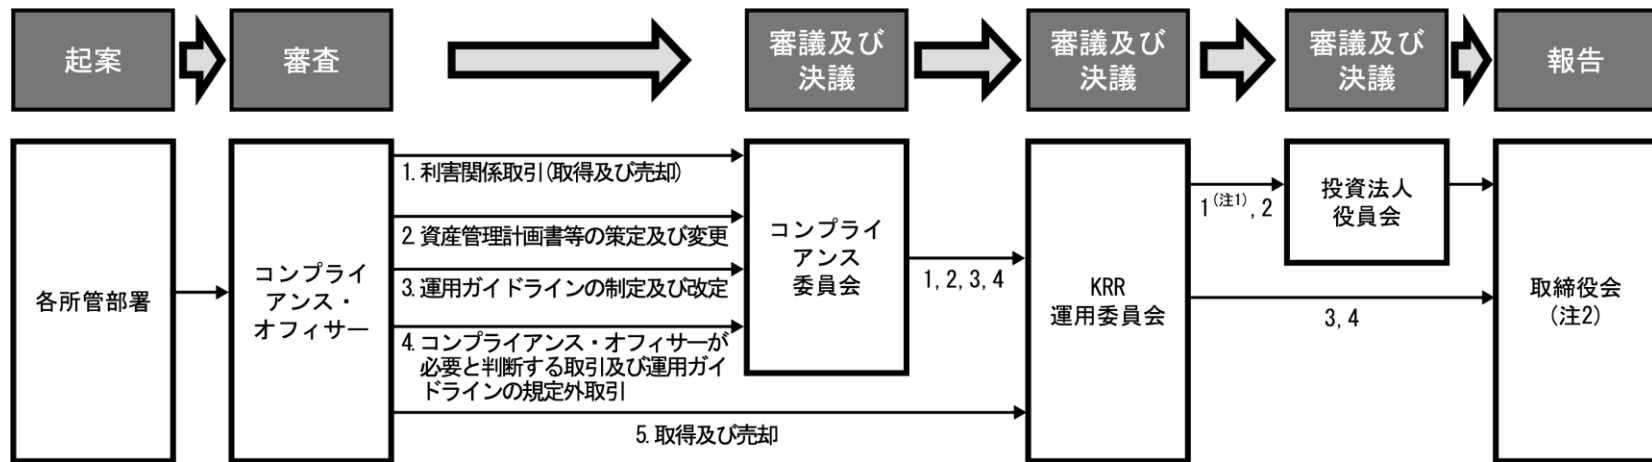 起案
審査
審議及び
決議
審議及び
決議
審議及び
決議
報告
各所管部署
コンプライ
アンス・
オフィサー
1. 利害関係取引(取得及び売却)
2. 資産管理計画書等の策定及び変更
3. 運用ガイドラインの制定及び改定
4. コンプライアンス・オフィサーが
必要と判断する取引及び運用ガイ
ドラインの規定外取引
5. 取得及び売却
コンプライ
アンス
委員会
1, 2, 3, 4
KRR
運用委員会
1(注1), 2
3, 4
投資法人
役員会
取締役会
(注2)